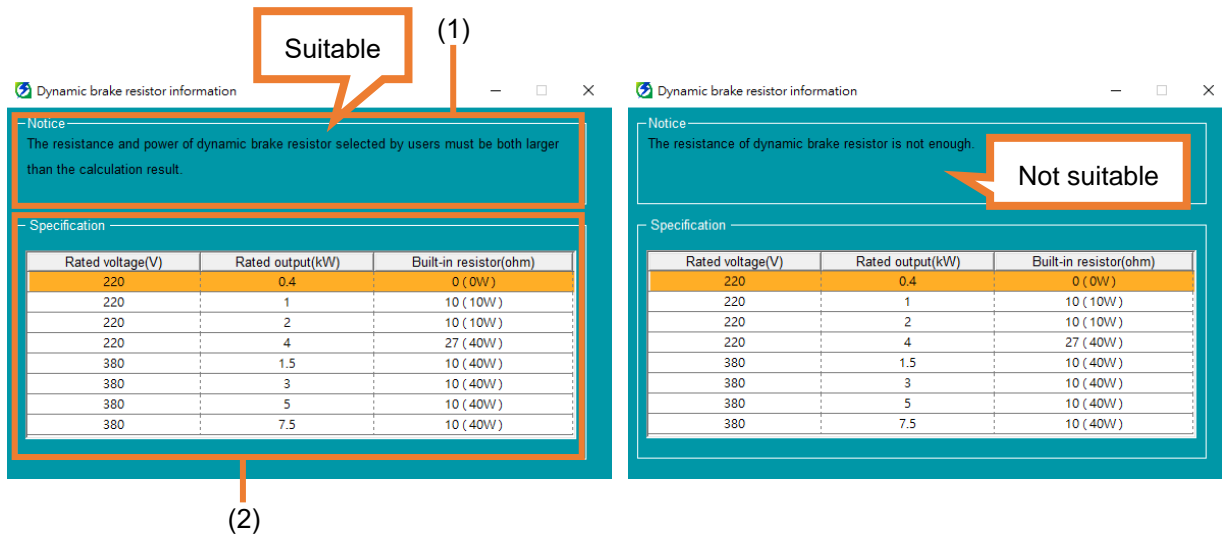 (1)
Suitable
Dynamic brake resistor information
Notice
The resistance and power of dynamic brake resistor selected by users must be both larger
than the calculation result.
Specification
Rated voltage(V) Rated output(kW) Built-in resistor(ohm)
220 0.4 0 ( 0W )
220 1 10 ( 10W )
220 2 10 ( 10W )
220 4 27 ( 40W )
380 1.5 10 ( 40W )
380 3 10 ( 40W )
380 5 10 ( 40W )
380 7.5 10 ( 40W )
(2)
Dynamic brake resistor information
Notice
The resistance of dynamic brake resistor is not enough.
Not suitable
Specification
Rated voltage(V) Rated output(kW) Built-in resistor(ohm)
220 0.4 0 ( 0W )
220 1 10 ( 10W )
220 2 10 ( 10W )
220 4 27 ( 40W )
380 1.5 10 ( 40W )
380 3 10 ( 40W )
380 5 10 ( 40W )
380 7.5 10 ( 40W )